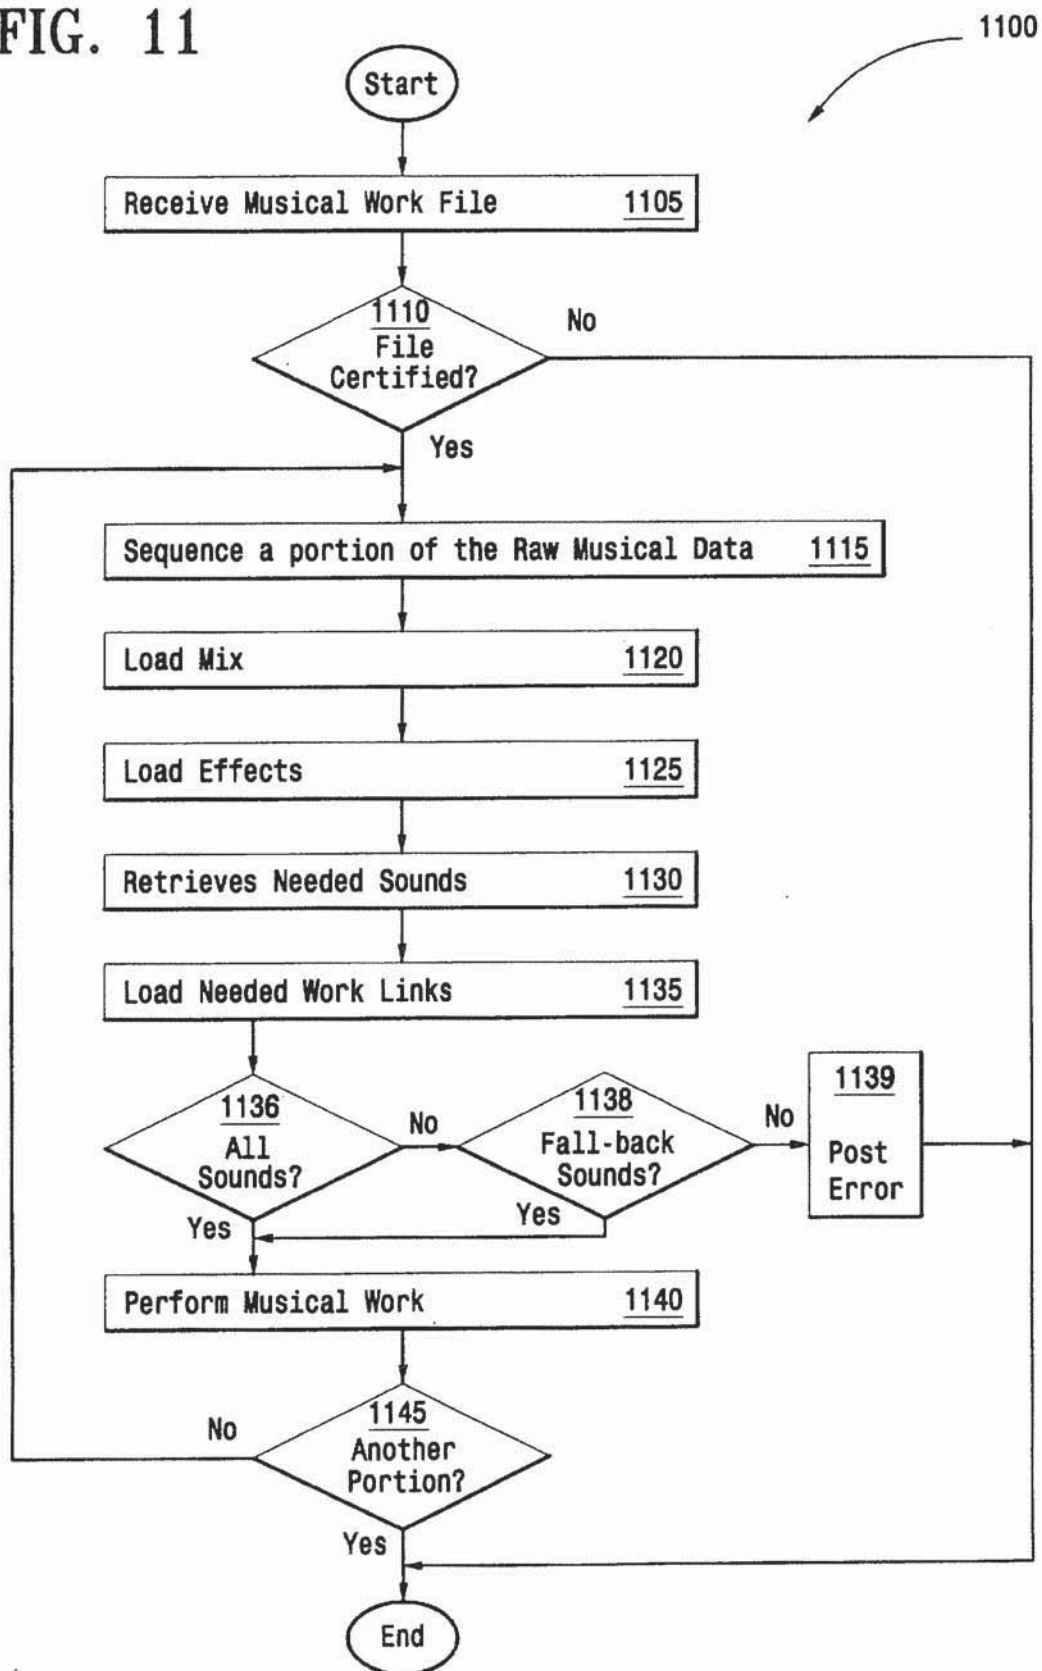 FIG. 11
1100
Start
Receive Musical Work File 1105
1110
File
Certified?
No
Yes
Sequence a portion of the Raw Musical Data 1115
Load Mix 1120
Load Effects 1125
Retrieves Needed Sounds 1130
Load Needed Work Links 1135
1136
All
Sounds?
No
Yes
1138
Fall-back
Sounds?
No
Yes
1139
Post
Error
Perform Musical Work 1140
1145
Another
Portion?
No
Yes
End